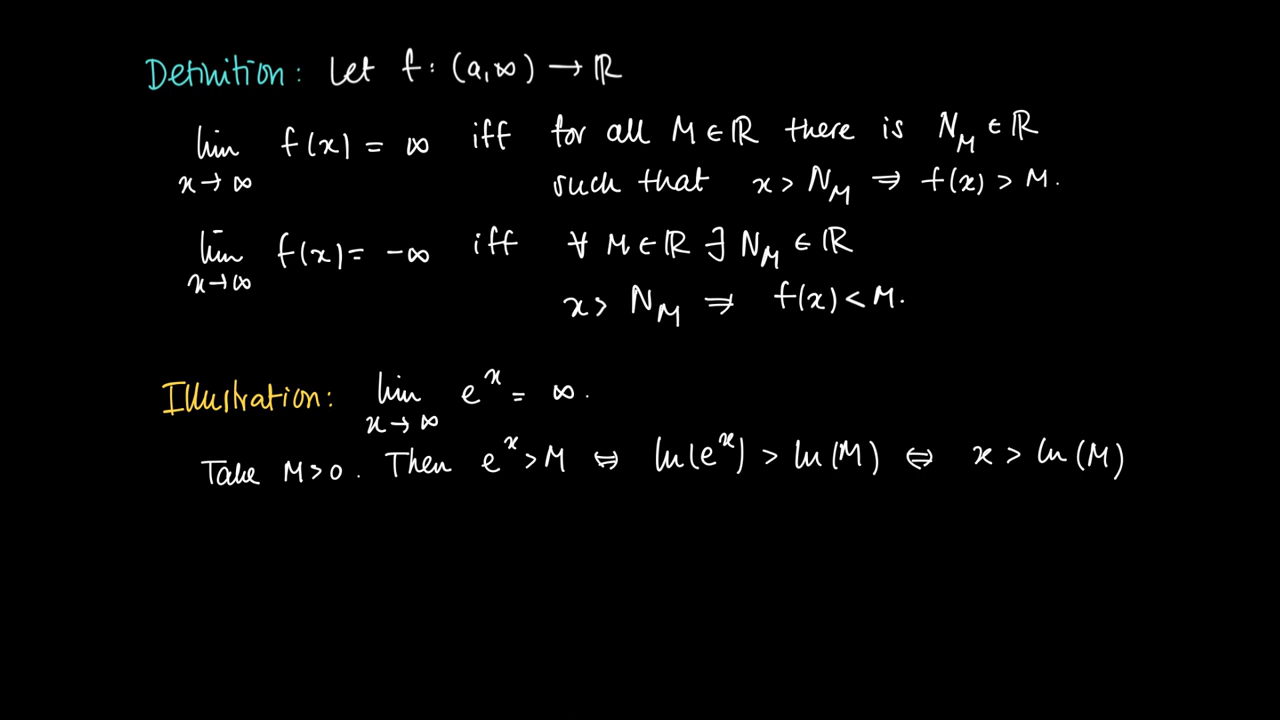 Definition: Let f: (a,∞) → ℝ
lim x→∞ f(x) = ∞ iff for all M ∈ ℝ there is N_M ∈ ℝ
such that x > N_M ⇒ f(x) > M.
lim x→∞ f(x) = -∞ iff ∀ M ∈ ℝ ∃ N_M ∈ ℝ
x > N_M ⇒ f(x) < M.
Illustration: lim x→∞ e^x = ∞.
Take M > 0. Then e^x > M ⇔ ln(e^x) > ln(M) ⇔ x > ln(M)